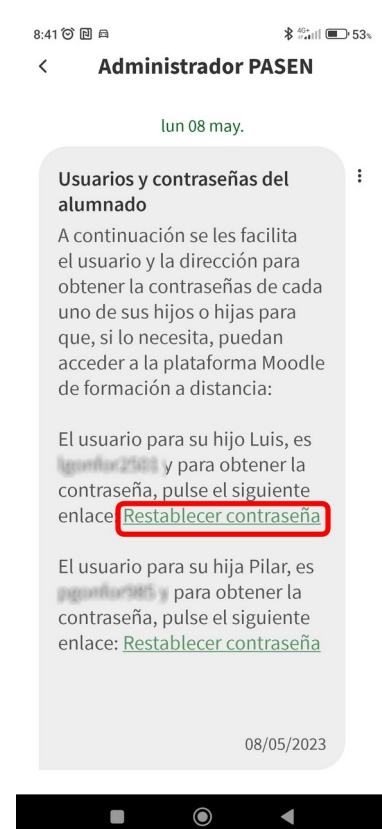 8:41 4G+ 53%
< Administrador PASEN
lun 08 may.
Usuarios y contraseñas del
alumnado
A continuación se les facilita
el usuario y la dirección para
obtener la contraseñas de cada
uno de sus hijos o hijas para
que, si lo necesita, puedan
acceder a la plataforma Moodle
de formación a distancia:
El usuario para su hijo Luis, es
y para obtener la
contraseña, pulse el siguiente
enlace: Restablecer contraseña
El usuario para su hija Pilar, es
y para obtener la
contraseña, pulse el siguiente
enlace: Restablecer contraseña
08/05/2023